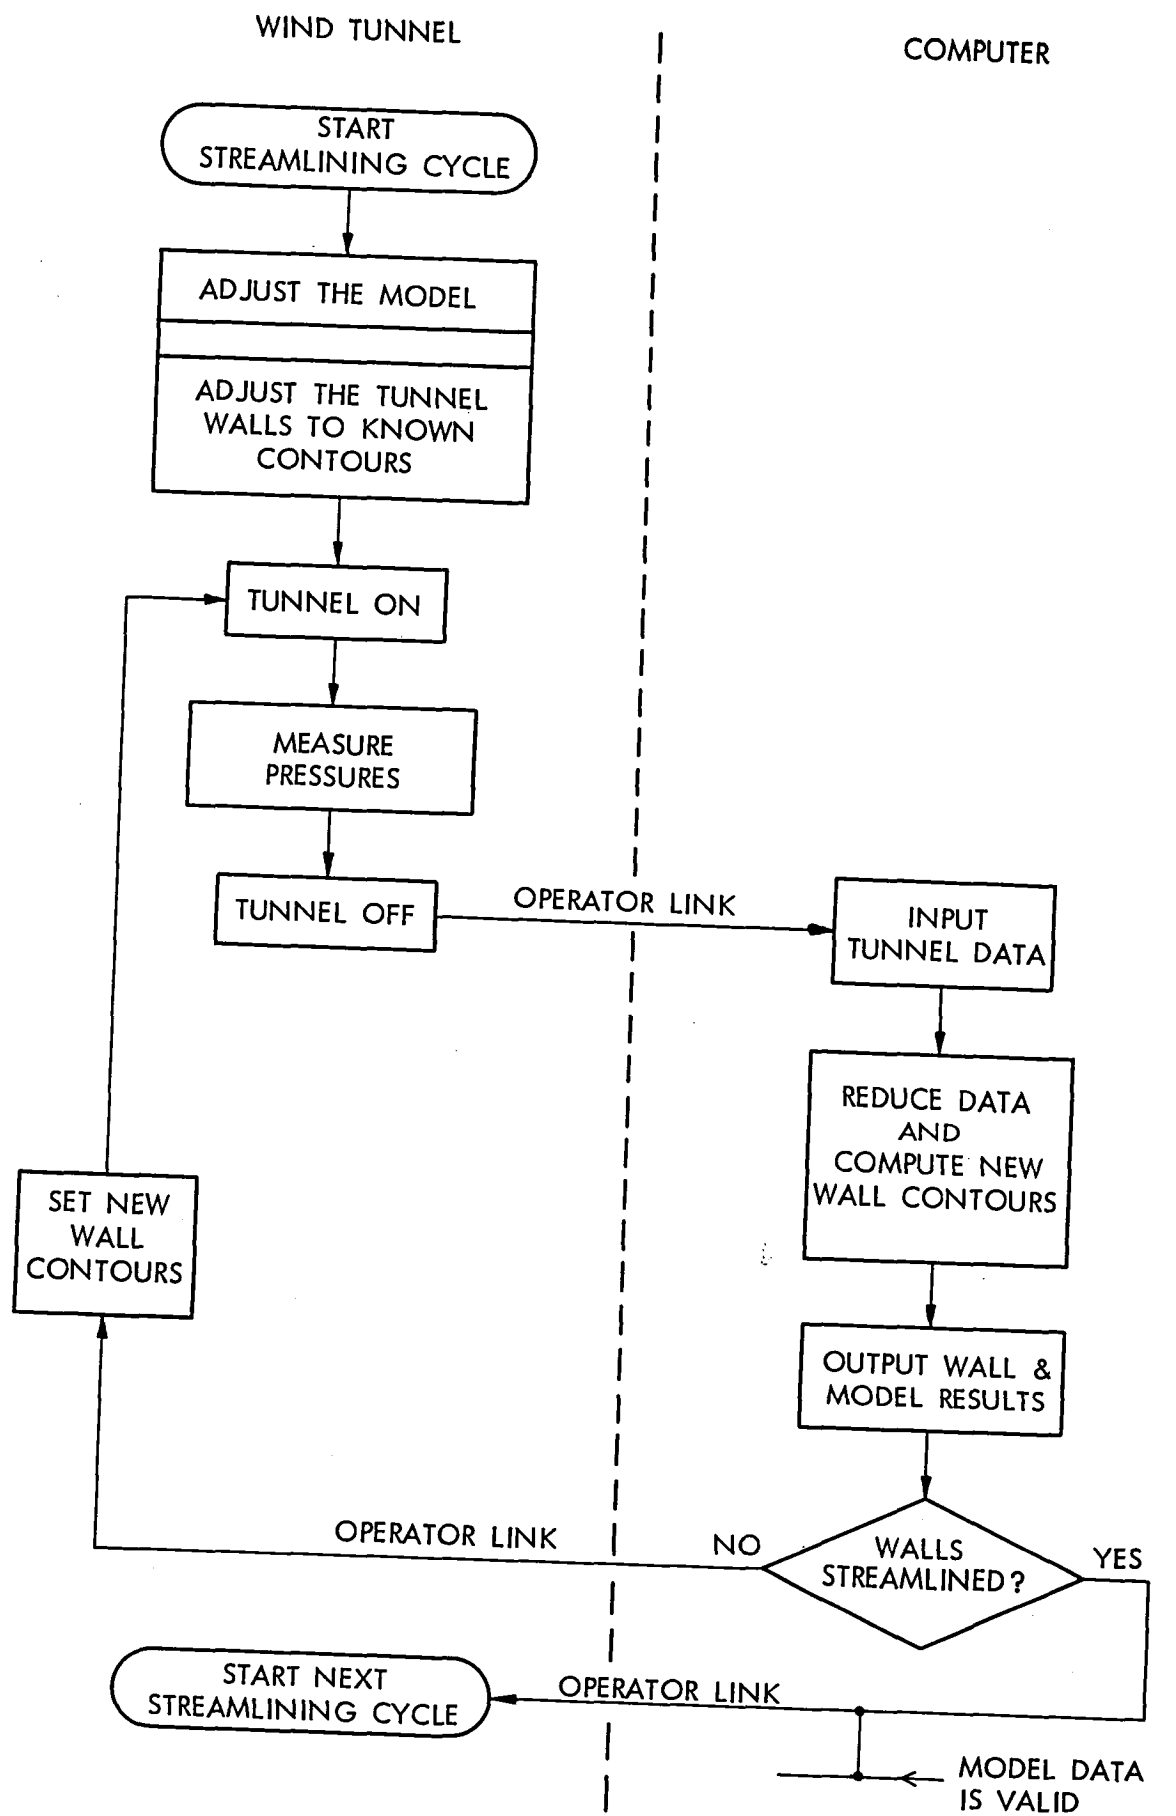 WIND TUNNEL
COMPUTER
START
STREAMLINING CYCLE
ADJUST THE MODEL
ADJUST THE TUNNEL
WALLS TO KNOWN
CONTOURS
TUNNEL ON
MEASURE
PRESSURES
TUNNEL OFF
OPERATOR LINK
INPUT
TUNNEL DATA
REDUCE DATA
AND
COMPUTE NEW
WALL CONTOURS
SET NEW
WALL
CONTOURS
OUTPUT WALL &
MODEL RESULTS
WALLS
STREAMLINED?
NO
YES
OPERATOR LINK
START NEXT
STREAMLINING CYCLE
OPERATOR LINK
MODEL DATA
IS VALID